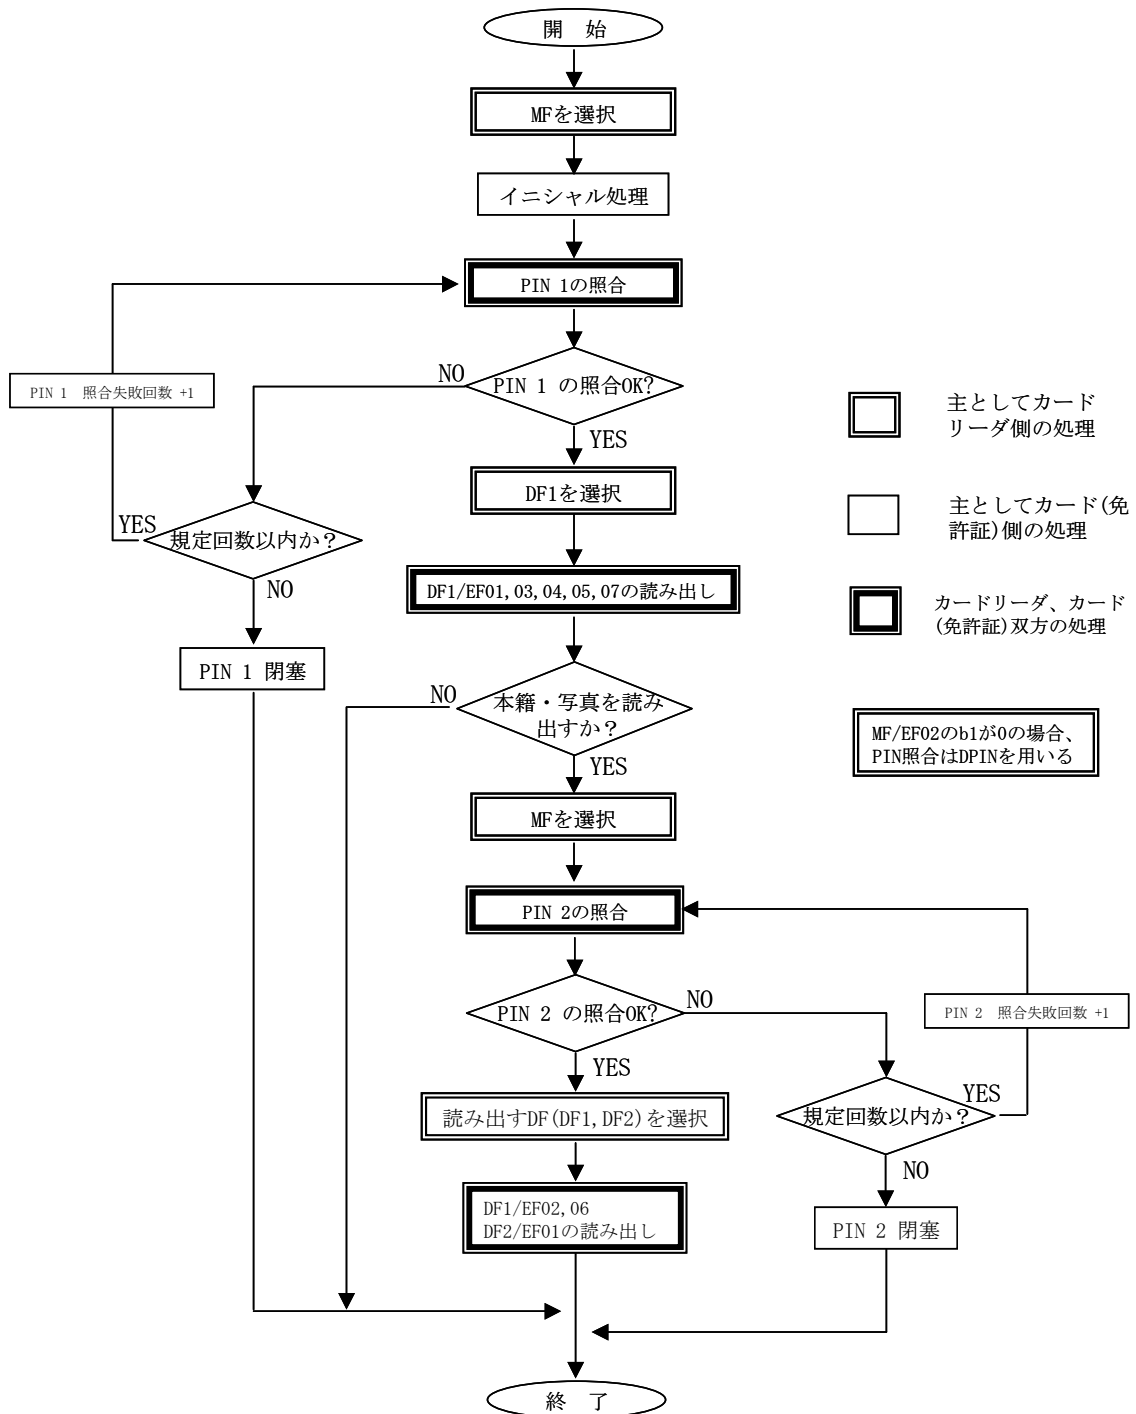 開　始
MFを選択
イニシャル処理
PIN 1の照合
PIN 1 の照合OK?
NO
YES
PIN 1　照合失敗回数 +1
規定回数以内か？
YES
NO
PIN 1 閉塞
DF1を選択
DF1/EF01,03,04,05,07の読み出し
本籍・写真を読み
出すか？
NO
YES
MFを選択
PIN 2の照合
PIN 2 の照合OK?
NO
YES
PIN 2　照合失敗回数 +1
規定回数以内か？
YES
NO
PIN 2 閉塞
読み出すDF(DF1,DF2)を選択
DF1/EF02,06
DF2/EF01の読み出し
終　了
主としてカード
リーダ側の処理
主としてカード(免
許証)側の処理
カードリーダ、カード
(免許証)双方の処理
MF/EF02のb1が0の場合、
PIN照合はDPINを用いる